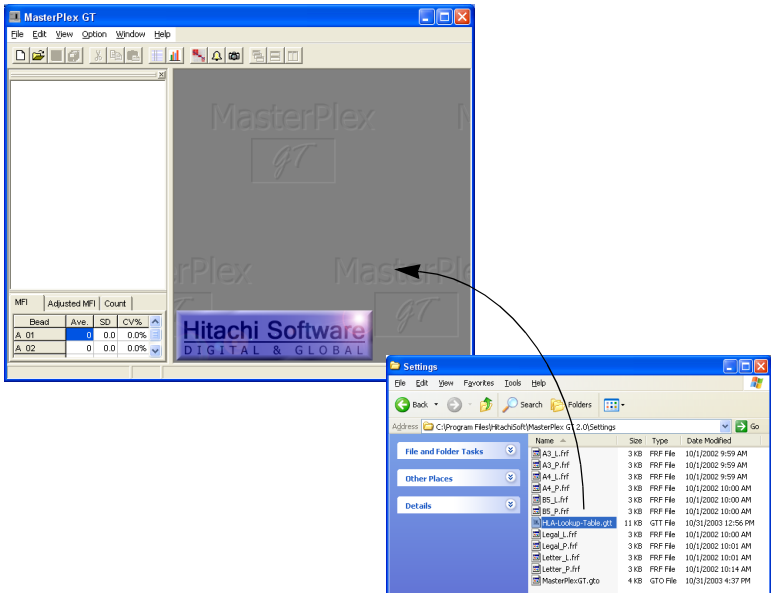 MasterPlex GT
File Edit View Option Window Help
MasterPlex
GT
MasterPle
rPlex
GT
MFI Adjusted MFI Count
Bead Ave. SD CV%
A 01 0 0.0 0.0%
A 02 0 0.0 0.0%
Hitachi Software
DIGITAL & GLOBAL
Settings
File Edit View Favorites Tools Help
Back Search Folders
Address C:\Program Files\HitachiSoft\MasterPlex GT 2.0\Settings Go
File and Folder Tasks
Other Places
Details
Name Size Type Date Modified
A3_L.frf 3 KB FRF File 10/1/2002 9:59 AM
A3_P.frf 3 KB FRF File 10/1/2002 9:59 AM
A4_L.frf 3 KB FRF File 10/1/2002 9:59 AM
A4_P.frf 3 KB FRF File 10/1/2002 10:00 AM
B5_L.frf 3 KB FRF File 10/1/2002 10:00 AM
B5_P.frf 3 KB FRF File 10/1/2002 10:00 AM
HLA-Lookup-Table.gtt 11 KB GTT File 10/31/2003 12:56 PM
Legal_L.frf 3 KB FRF File 10/1/2002 10:00 AM
Legal_P.frf 3 KB FRF File 10/1/2002 10:01 AM
Letter_L.frf 3 KB FRF File 10/1/2002 10:01 AM
Letter_P.frf 3 KB FRF File 10/1/2002 10:14 AM
MasterPlexGT.gto 4 KB GTO File 10/31/2003 4:37 PM